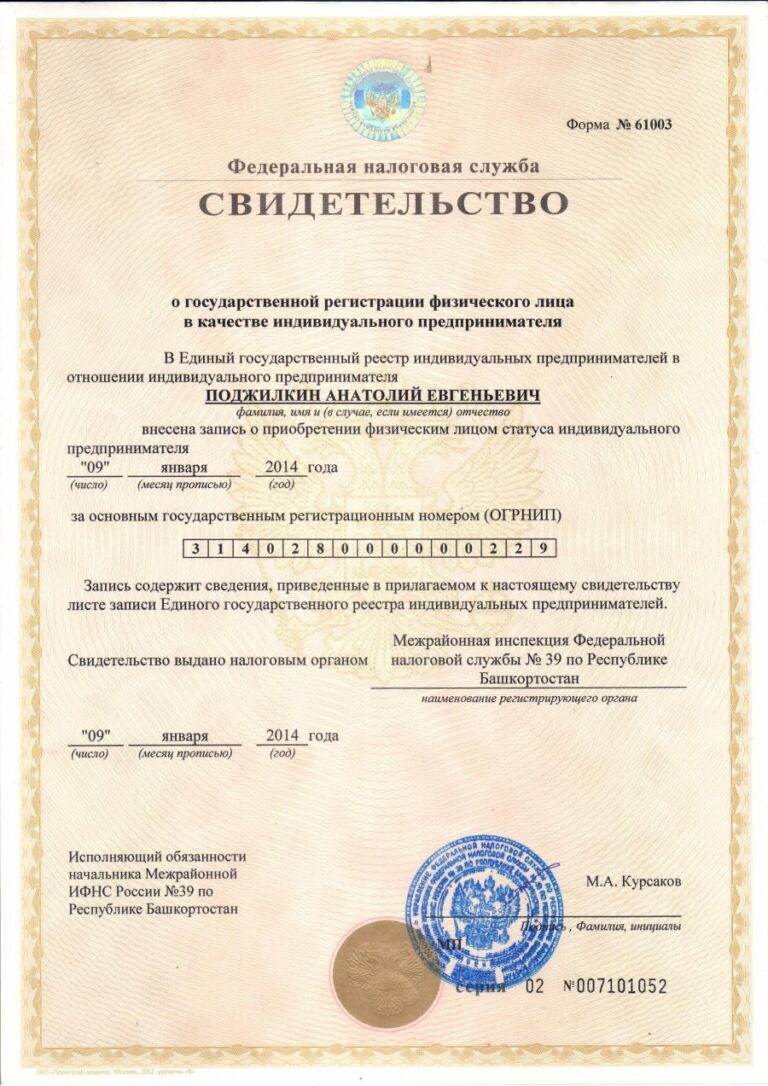 Форма № 61003
Федеральная налоговая служба
СВИДЕТЕЛЬСТВО
о государственной регистрации физического лица
в качестве индивидуального предпринимателя
В Единый государственный реестр индивидуальных предпринимателей в
отношении индивидуального предпринимателя
ПОДЖИЛКИН АНАТОЛИЙ ЕВГЕНЬЕВИЧ
фамилия, имя и (в случае, если имеется) отчество
внесена запись о приобретении физическим лицом статуса индивидуального
предпринимателя
"09" января 2014 года
(число) (месяц прописью) (год)
за основным государственным регистрационным номером (ОГРНИП)
3 1 4 0 2 8 0 0 0 0 0 0 2 2 9
Запись содержит сведения, приведенные в прилагаемом к настоящему свидетельству
листе записи Единого государственного реестра индивидуальных предпринимателей.
Межрайонная инспекция Федеральной
Свидетельство выдано налоговым органом налоговой службы № 39 по Республике
Башкортостан
наименование регистрирующего органа
"09" января 2014 года
(число) (месяц прописью) (год)
Исполняющий обязанности
начальника Межрайонной
ИФНС России №39 по
Республике Башкортостан
М.А. Курсаков
Подпись , Фамилия, инициалы
МП
серия 02 №007101052
ЗАО «Полиграф-защита», Москва, 2012, уровень «В»